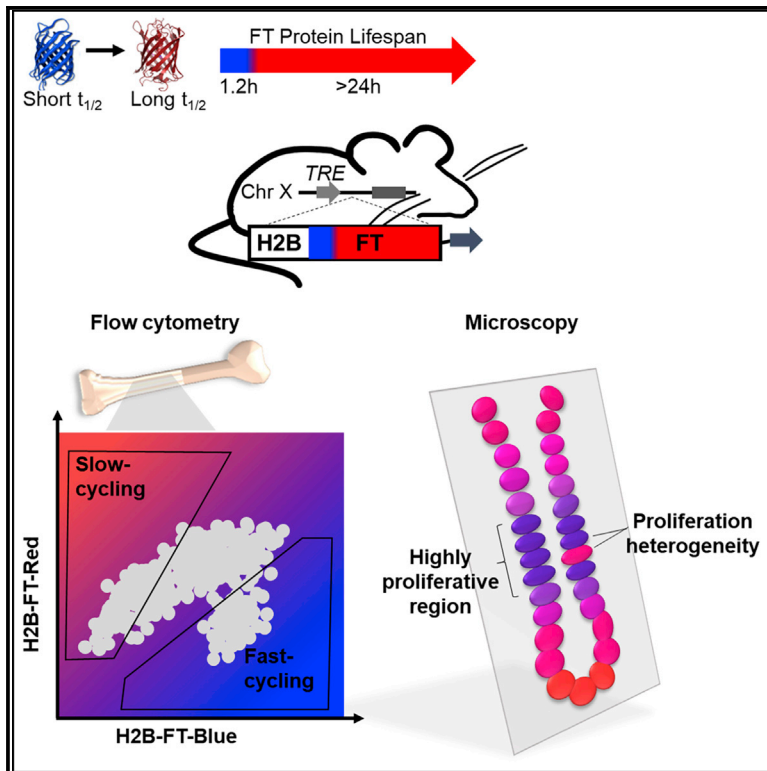 FT Protein Lifespan
Short t1/2
Long t1/2
1.2h
>24h
TRE
Chr X
H2B
FT
Flow cytometry
Microscopy
Slow-
cycling
Fast-
cycling
H2B-FT-Red
H2B-FT-Blue
Highly
proliferative
region
Proliferation
heterogeneity